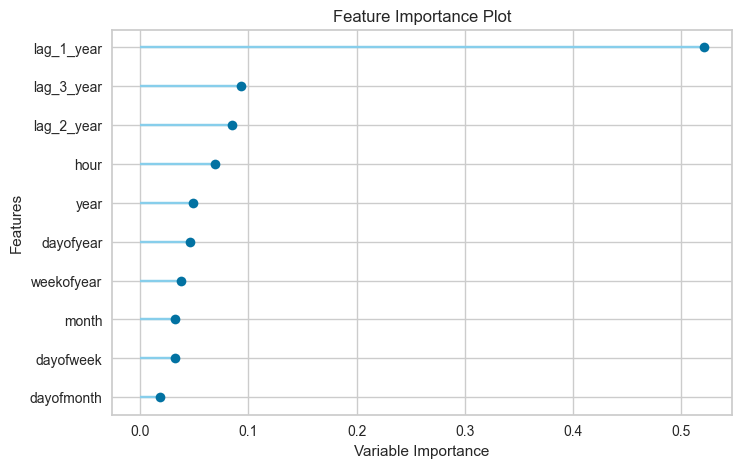 Feature Importance Plot
lag_1_year
lag_3_year
lag_2_year
hour
year
dayofyear
weekofyear
month
dayofweek
dayofmonth
Features
0.0 0.1 0.2 0.3 0.4 0.5
Variable Importance